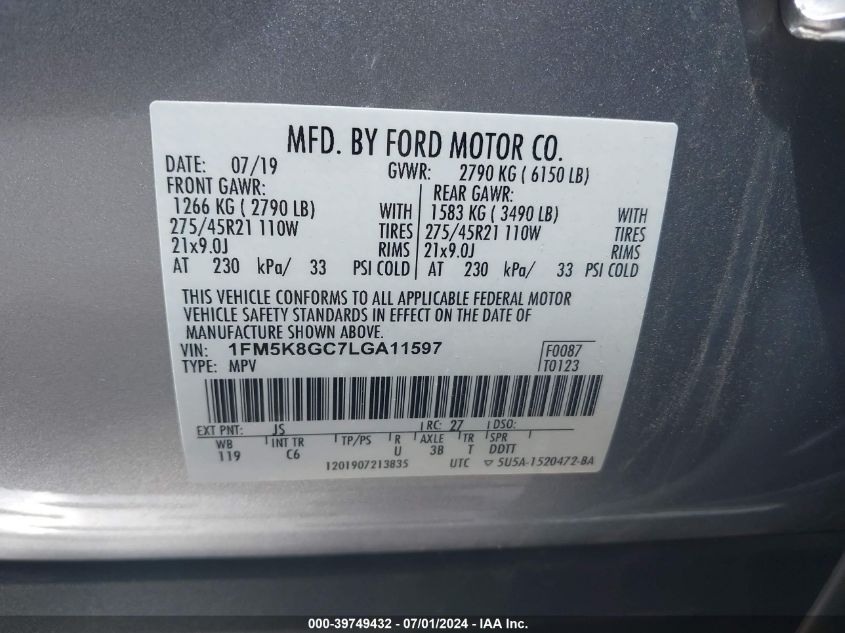 MFD. BY FORD MOTOR CO.
DATE: 07/19 GVWR: 2790 KG ( 6150 LB)
FRONT GAWR: REAR GAWR:
1266 KG ( 2790 LB) WITH 1583 KG ( 3490 LB) WITH
275/45R21 110W TIRES 275/45R21 110W TIRES
21x9.0J RIMS 21x9.0J RIMS
AT 230 kPa/ 33 PSI COLD AT 230 kPa/ 33 PSI COLD
THIS VEHICLE CONFORMS TO ALL APPLICABLE FEDERAL MOTOR
VEHICLE SAFETY STANDARDS IN EFFECT ON THE DATE OF
MANUFACTURE SHOWN ABOVE.
VIN: 1FM5K8GC7LGA11597 F0087
TYPE: MPV T0123
EXT PNT: JS RC: 27 DSO:
WB INT TR TP/PS R AXLE TR SPR
119 C6 U 3B T DDTT
1201907213835 UTC ▽ 5U5A-1520472-BA
000-39749432 - 07/01/2024 - IAA Inc.